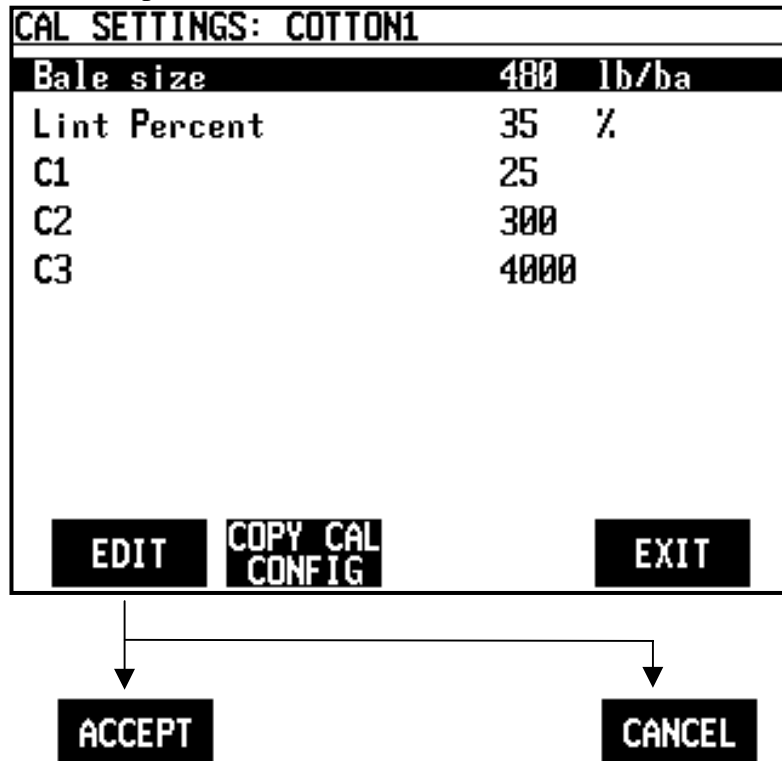 CAL SETTINGS: COTTON1
Bale size 480 lb/ba
Lint Percent 35 %
C1 25
C2 300
C3 4000
EDIT
COPY CAL
CONFIG
EXIT
ACCEPT
CANCEL